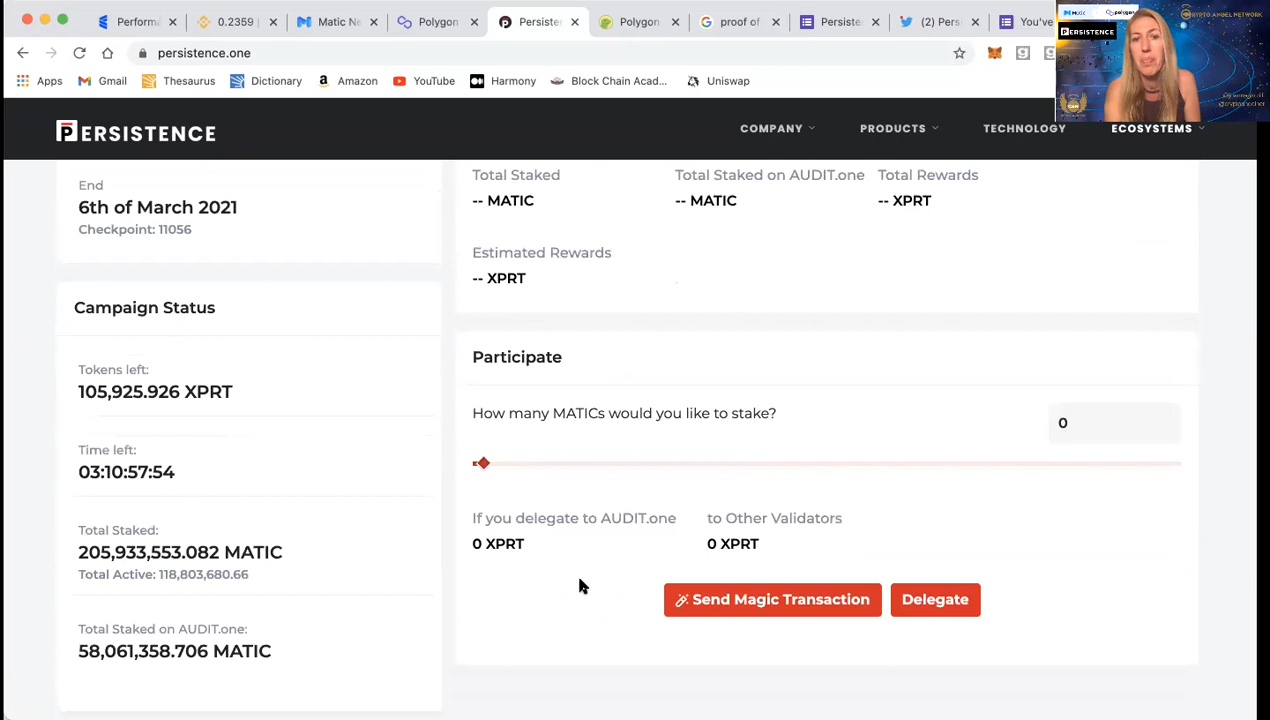 Performa
0.2359
Matic N
Polygon
Persiste
Polygon
proof of
Persiste
(2) Pers
You've
persistence.one
Apps
Gmail
Thesaurus
Dictionary
Amazon
YouTube
Harmony
Block Chain Acad...
Uniswap
PERSISTENCE
COMPANY
PRODUCTS
TECHNOLOGY
ECOSYSTEMS
Matic
polygon
PERSISTENCE
CRYPTO ANGEL NETWORK
End
6th of March 2021
Checkpoint: 11056
Campaign Status
Tokens left:
105,925.926 XPRT
Time left:
03:10:57:54
Total Staked:
205,933,553.082 MATIC
Total Active: 118,803,680.66
Total Staked on AUDIT.one:
58,061,358.706 MATIC
Total Staked
-- MATIC
Total Staked on AUDIT.one
-- MATIC
Total Rewards
-- XPRT
Estimated Rewards
-- XPRT
Participate
How many MATICs would you like to stake?
0
If you delegate to AUDIT.one
0 XPRT
to Other Validators
0 XPRT
Send Magic Transaction
Delegate